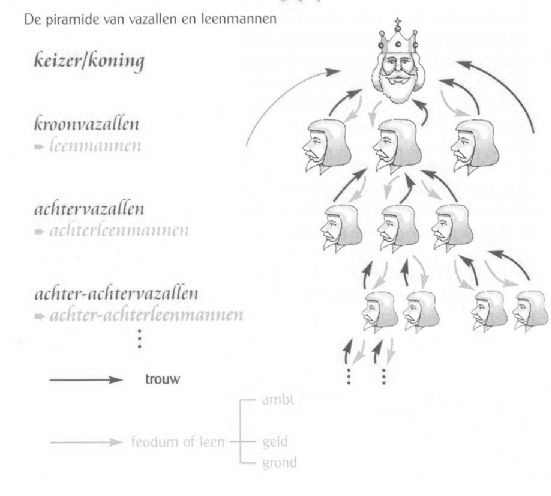 De piramide van vazallen en leenmannen
keizer/koning
kroonvazallen
leenmannen
achtervazallen
achterleenmannen
achter-achtervazallen
achter-achterleenmannen
trouw
ambt
feodum of leen
geld
grond